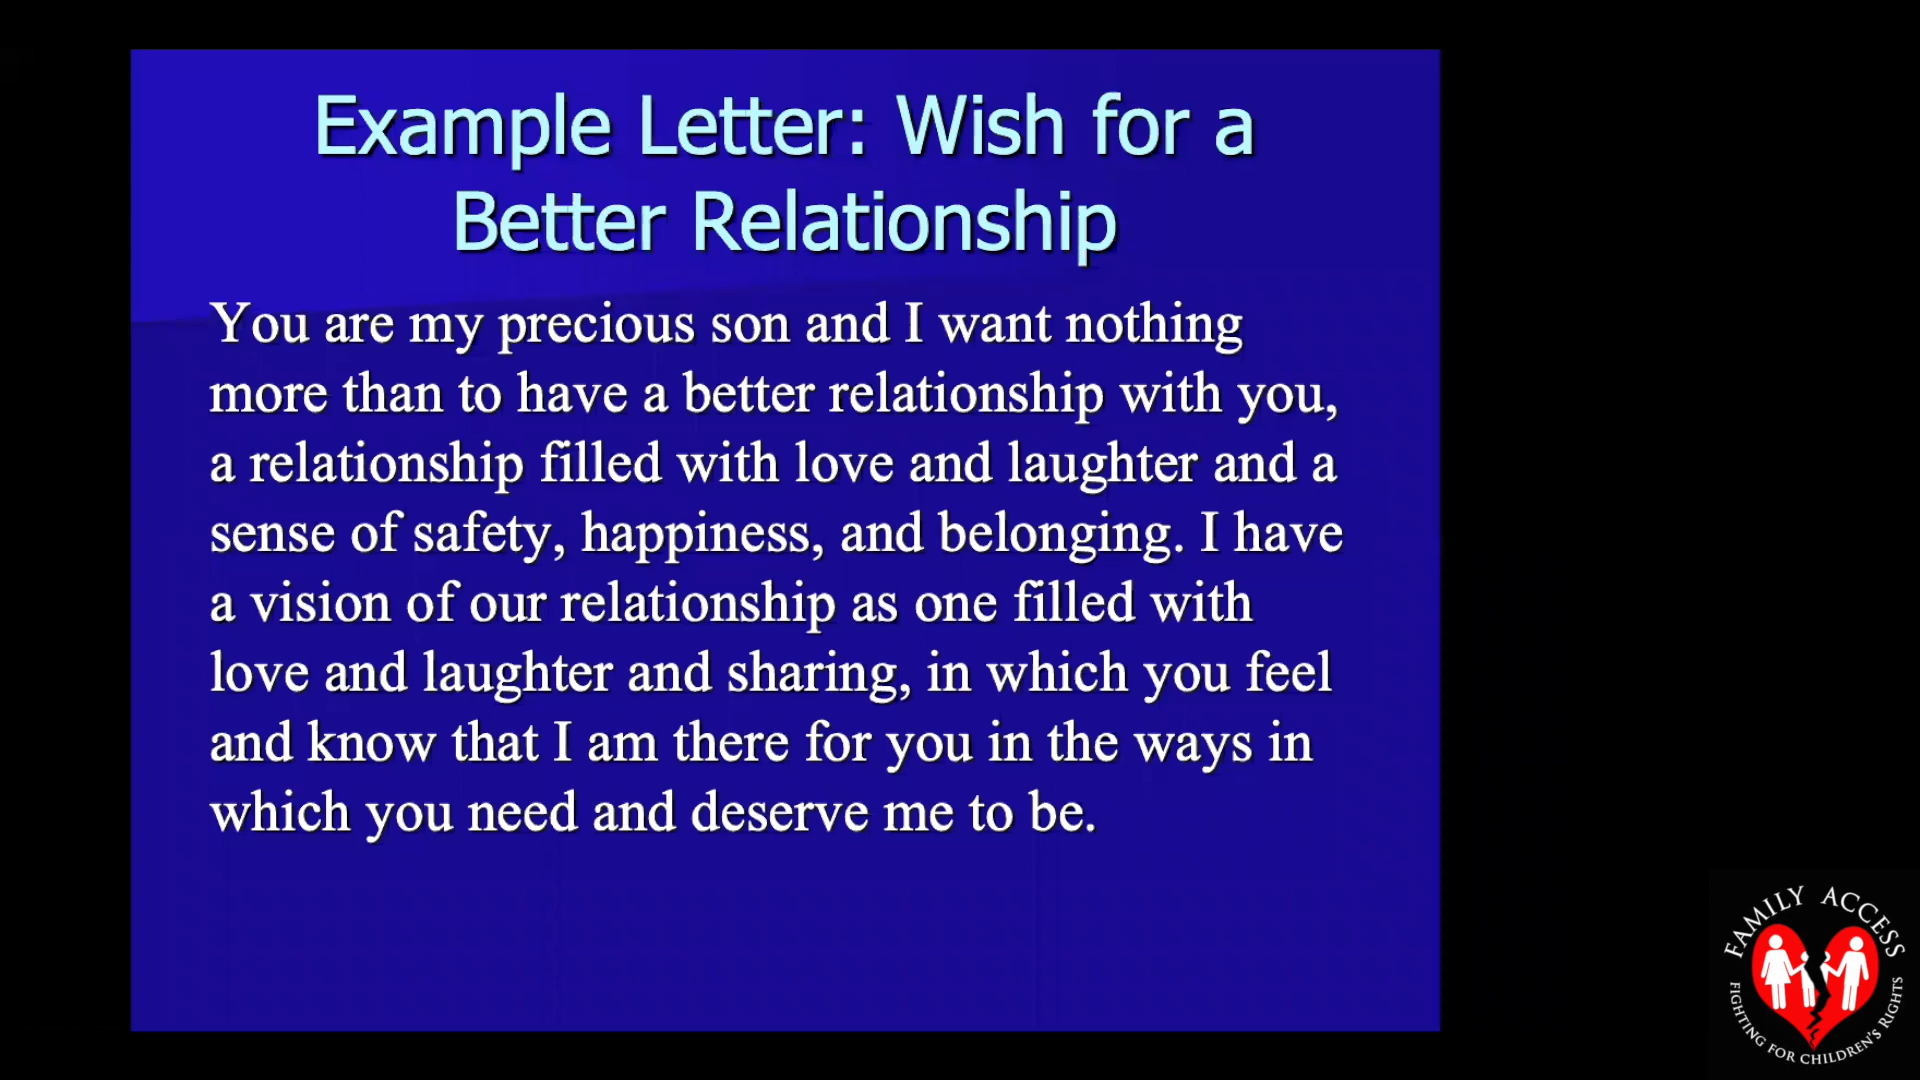 Example Letter: Wish for a
Better Relationship
You are my precious son and I want nothing
more than to have a better relationship with you,
a relationship filled with love and laughter and a
sense of safety, happiness, and belonging. I have
a vision of our relationship as one filled with
love and laughter and sharing, in which you feel
and know that I am there for you in the ways in
which you need and deserve me to be.
FAMILY ACCESS
FIGHTING FOR CHILDREN'S RIGHTS